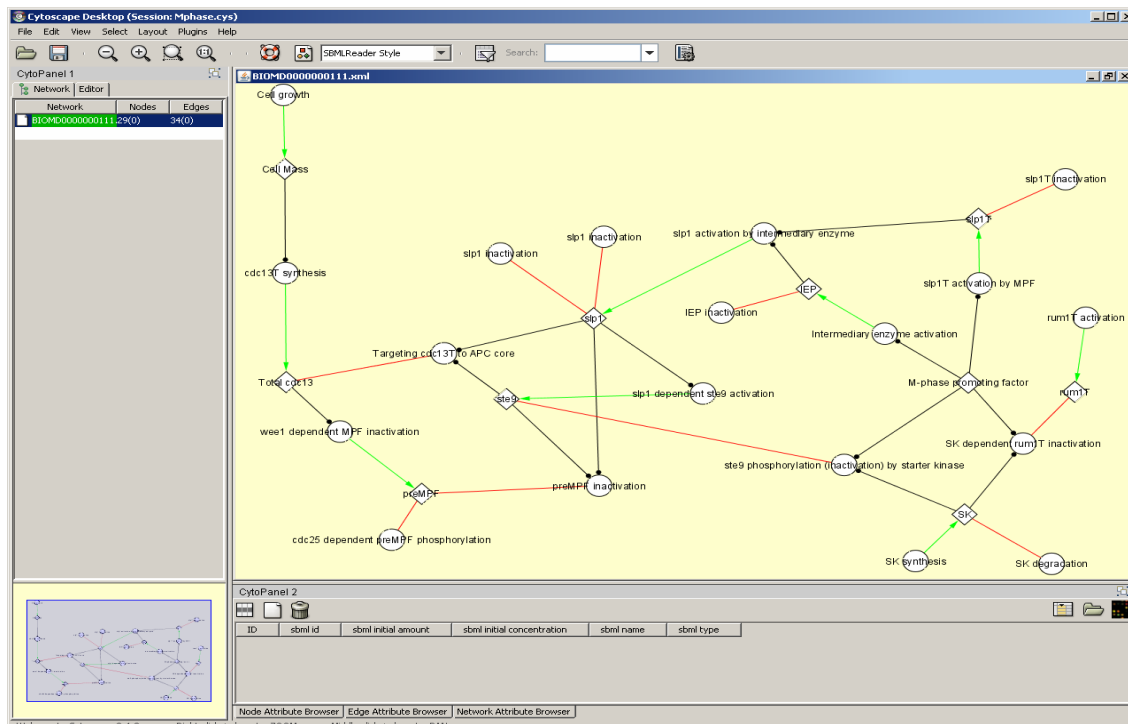 Cytoscape Desktop (Session: Mphase.cys)
File Edit View Select Layout Plugins Help
SBMLReader Style Search:
CytoPanel 1
Network Editor
Network Nodes Edges
BIOMD0000000111. 29(0) 34(0)
BIOMD0000000111.xml
Cell growth
Cell Mass
slp1T inactivation
slp1T
slp1 activation by intermediary enzyme
slp1 inactivation
slp1 inactivation
cdc13T synthesis
slp1T activation by MPF
IEP
IEP inactivation
rum1T activation
slp1
Intermediary enzyme activation
Targeting cdc13T to APC core
Total cdc13
M-phase promoting factor
rum1T
ste9
slp1 dependent ste9 activation
wee1 dependent MPF inactivation
SK dependent rum1T inactivation
ste9 phosphorylation (inactivation) by starter kinase
preMPF
preMPF inactivation
SK
cdc25 dependent preMPF phosphorylation
SK synthesis
SK degradation
CytoPanel 2
ID sbml id sbml initial amount sbml initial concentration sbml name sbml type
Node Attribute Browser Edge Attribute Browser Network Attribute Browser